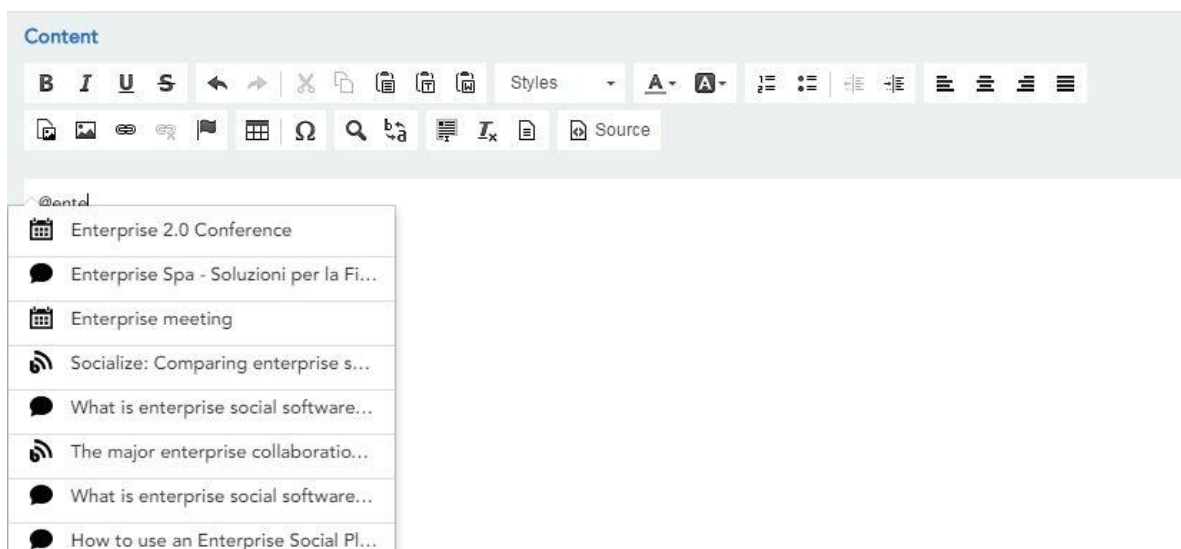 Content
B I U S Styles A A
Source
@ente
Enterprise 2.0 Conference
Enterprise Spa - Soluzioni per la Fi...
Enterprise meeting
Socialize: Comparing enterprise s...
What is enterprise social software...
The major enterprise collaboratio...
What is enterprise social software...
How to use an Enterprise Social Pl...